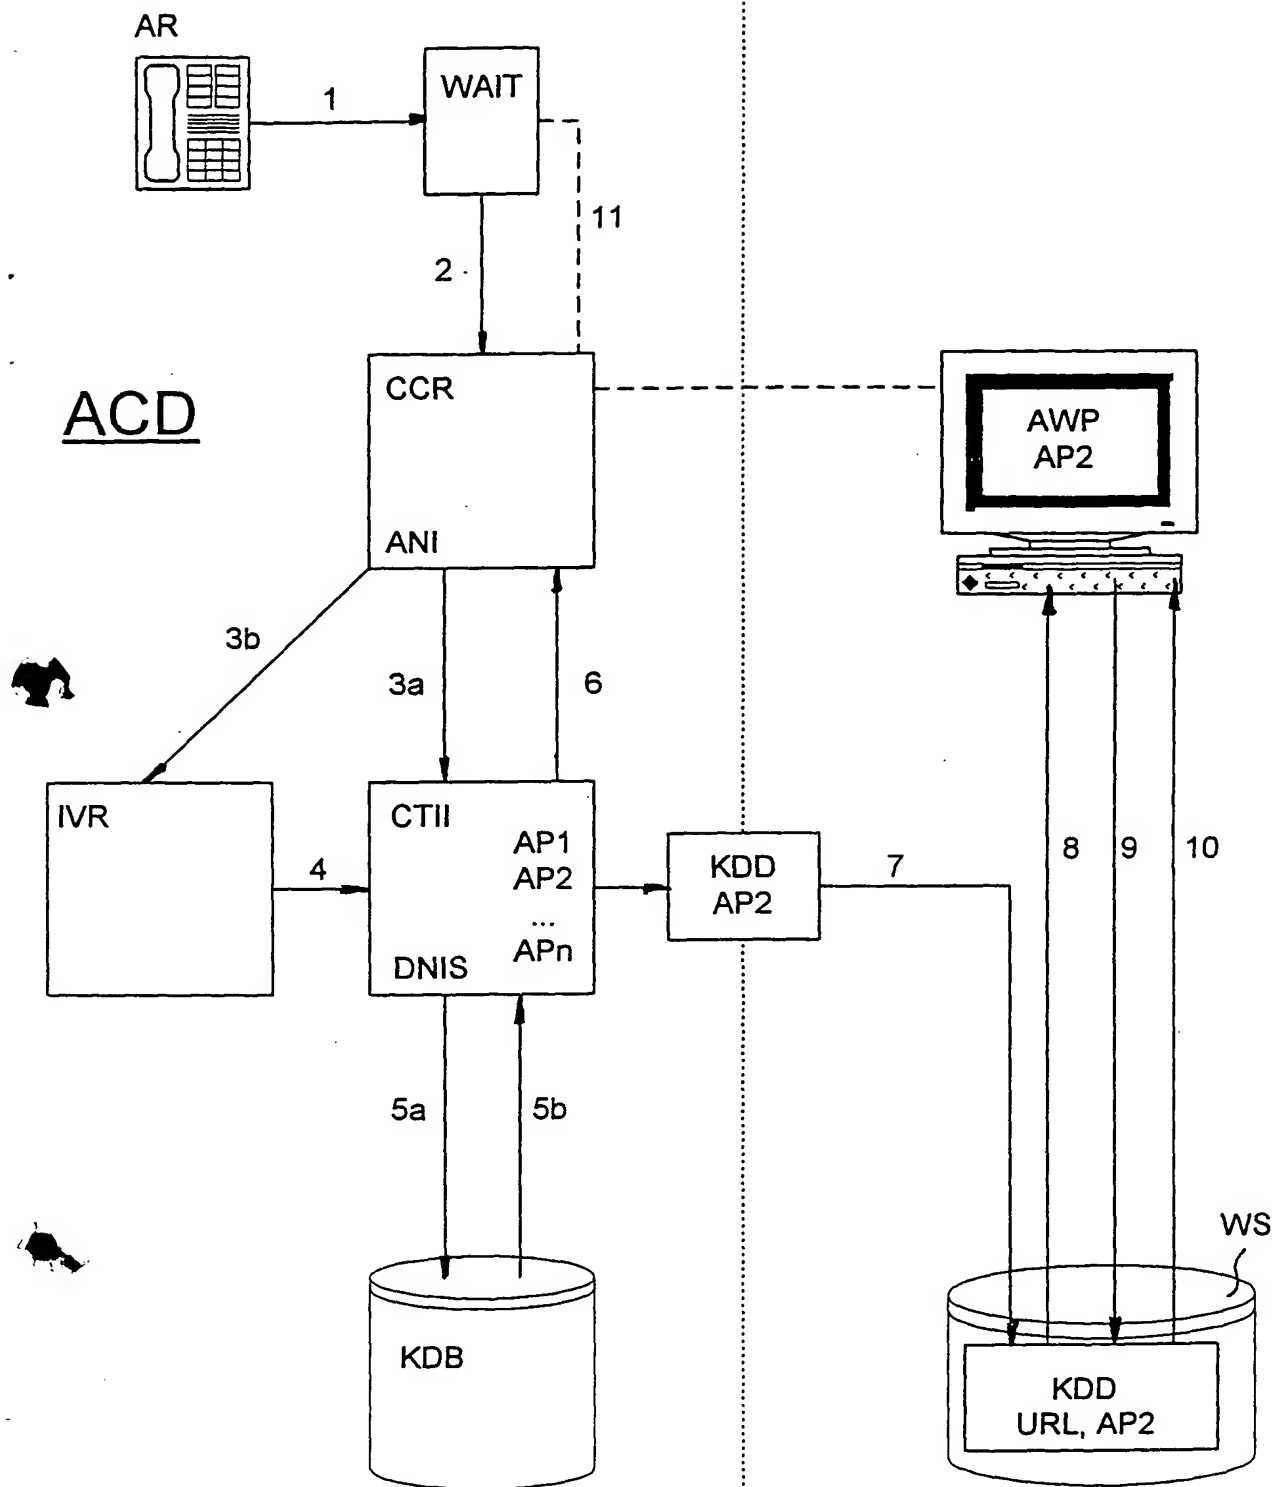 AR
WAIT
1
11
2
CCR
ACD
AWP
AP2
ANI
3b
3a
6
IVR
CTII
AP1
AP2
...
APn
DNIS
4
KDD
AP2
7
8
9
10
5a
5b
WS
KDB
KDD
URL, AP2